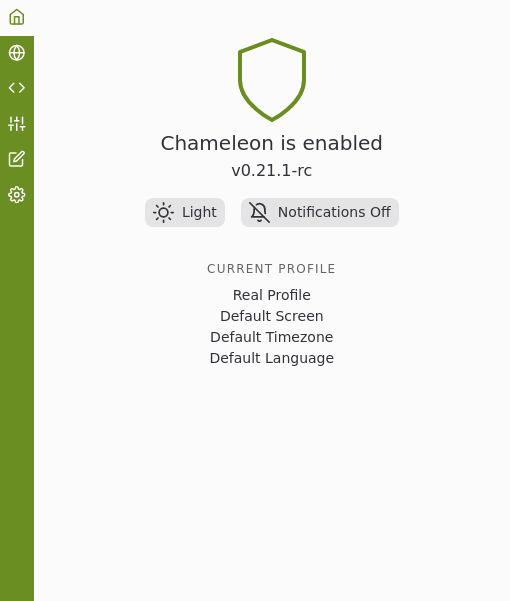 Chameleon is enabled
v0.21.1-rc
Light
Notifications Off
CURRENT PROFILE
Real Profile
Default Screen
Default Timezone
Default Language